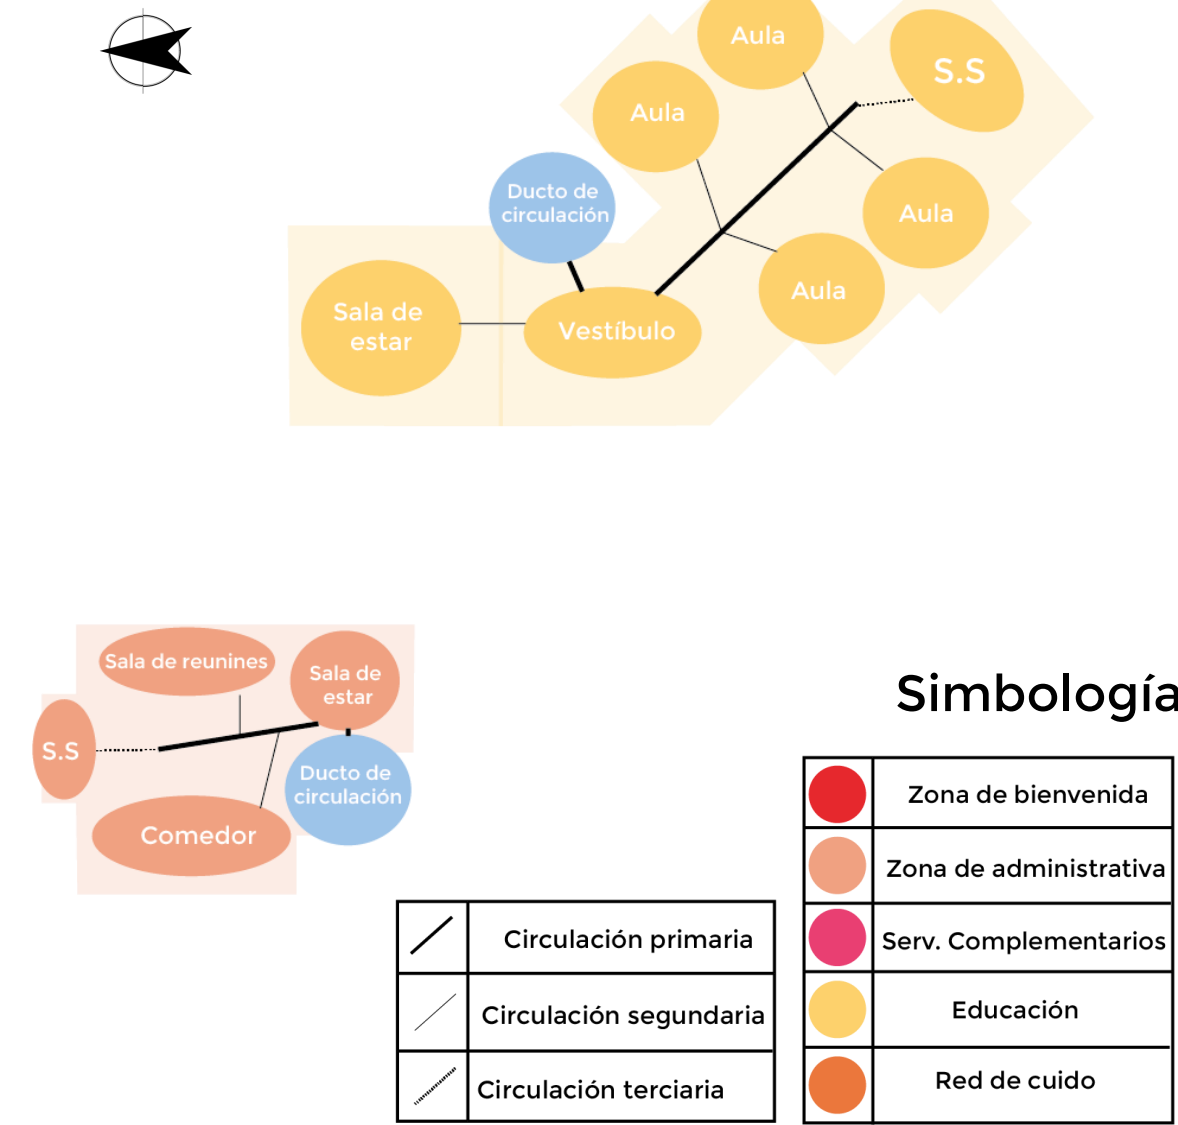 Aula
S.S
Aula
Ducto de
circulación
Aula
Aula
Sala de
estar
Vestíbulo
Sala de reunines
Sala de
estar
S.S
Ducto de
circulación
Comedor
Simbología
Zona de bienvenida
Zona de administrativa
Serv. Complementarios
Educación
Red de cuido
Circulación primaria
Circulación segundaria
Circulación terciaria